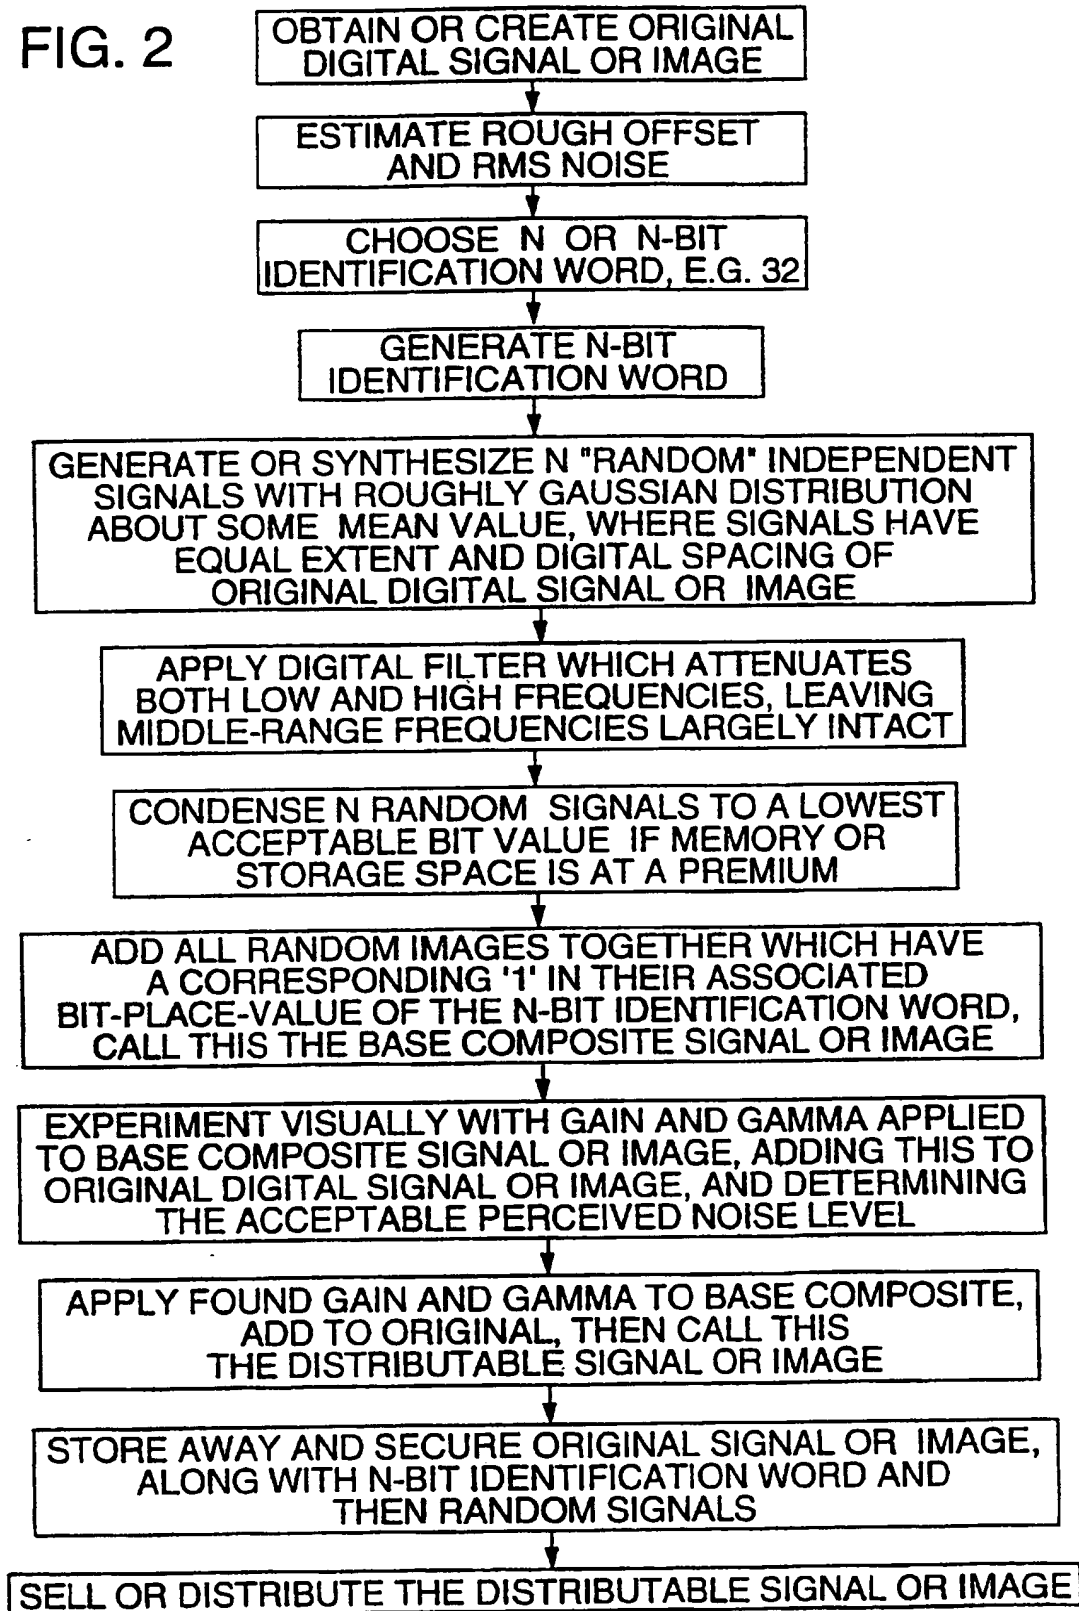 FIG. 2
OBTAIN OR CREATE ORIGINAL
DIGITAL SIGNAL OR IMAGE
ESTIMATE ROUGH OFFSET
AND RMS NOISE
CHOOSE N OR N-BIT
IDENTIFICATION WORD, E.G. 32
GENERATE N-BIT
IDENTIFICATION WORD
GENERATE OR SYNTHESIZE N "RANDOM" INDEPENDENT
SIGNALS WITH ROUGHLY GAUSSIAN DISTRIBUTION
ABOUT SOME MEAN VALUE, WHERE SIGNALS HAVE
EQUAL EXTENT AND DIGITAL SPACING OF
ORIGINAL DIGITAL SIGNAL OR IMAGE
APPLY DIGITAL FILTER WHICH ATTENUATES
BOTH LOW AND HIGH FREQUENCIES, LEAVING
MIDDLE-RANGE FREQUENCIES LARGELY INTACT
CONDENSE N RANDOM SIGNALS TO A LOWEST
ACCEPTABLE BIT VALUE IF MEMORY OR
STORAGE SPACE IS AT A PREMIUM
ADD ALL RANDOM IMAGES TOGETHER WHICH HAVE
A CORRESPONDING '1' IN THEIR ASSOCIATED
BIT-PLACE-VALUE OF THE N-BIT IDENTIFICATION WORD,
CALL THIS THE BASE COMPOSITE SIGNAL OR IMAGE
EXPERIMENT VISUALLY WITH GAIN AND GAMMA APPLIED
TO BASE COMPOSITE SIGNAL OR IMAGE, ADDING THIS TO
ORIGINAL DIGITAL SIGNAL OR IMAGE, AND DETERMINING
THE ACCEPTABLE PERCEIVED NOISE LEVEL
APPLY FOUND GAIN AND GAMMA TO BASE COMPOSITE,
ADD TO ORIGINAL, THEN CALL THIS
THE DISTRIBUTABLE SIGNAL OR IMAGE
STORE AWAY AND SECURE ORIGINAL SIGNAL OR IMAGE,
ALONG WITH N-BIT IDENTIFICATION WORD AND
THEN RANDOM SIGNALS
SELL OR DISTRIBUTE THE DISTRIBUTABLE SIGNAL OR IMAGE